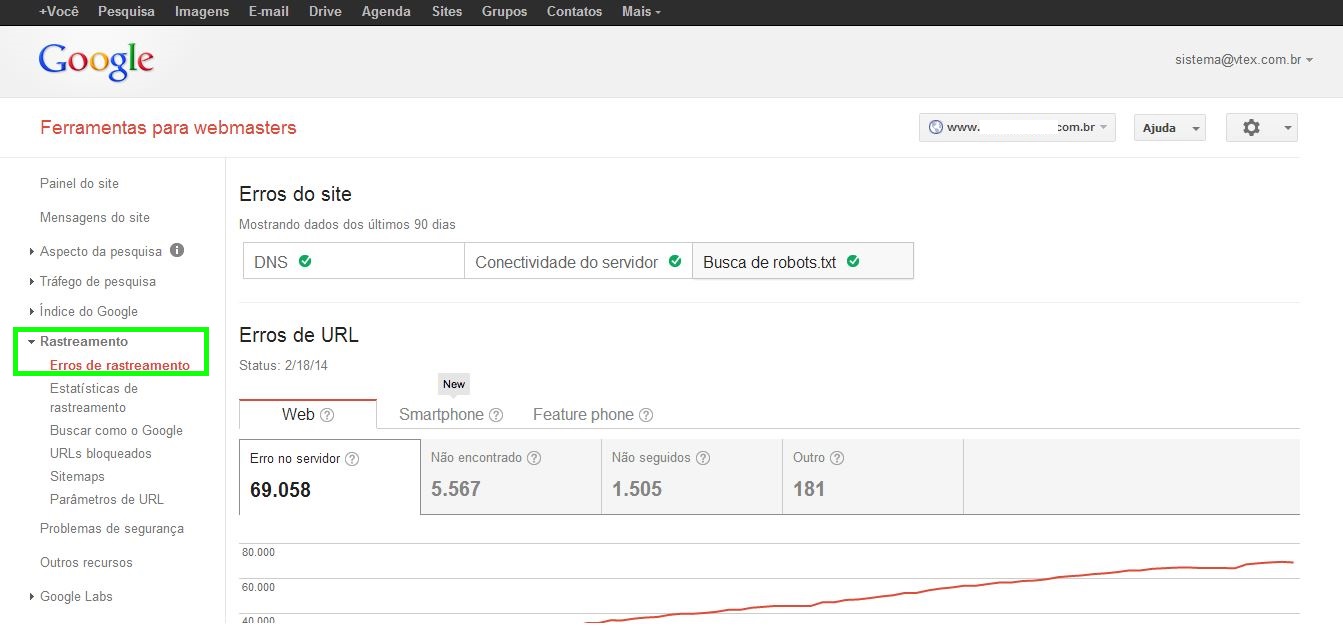 +Você Pesquisa Imagens E-mail Drive Agenda Sites Grupos Contatos Mais
Google
sistema@vtex.com.br
Ferramentas para webmasters
www. com.br
Ajuda
Painel do site
Mensagens do site
Aspecto da pesquisa
Tráfego de pesquisa
Índice do Google
Rastreamento
Erros de rastreamento
Estatísticas de
rastreamento
Buscar como o Google
URLs bloqueados
Sitemaps
Parâmetros de URL
Problemas de segurança
Outros recursos
Google Labs
Erros do site
Mostrando dados dos últimos 90 dias
DNS
Conectividade do servidor
Busca de robots.txt
Erros de URL
Status: 2/18/14
New
Web ? Smartphone ? Feature phone ?
Erro no servidor ?
69.058
Não encontrado ?
5.567
Não seguidos ?
1.505
Outro ?
181
80.000
60.000
40.000